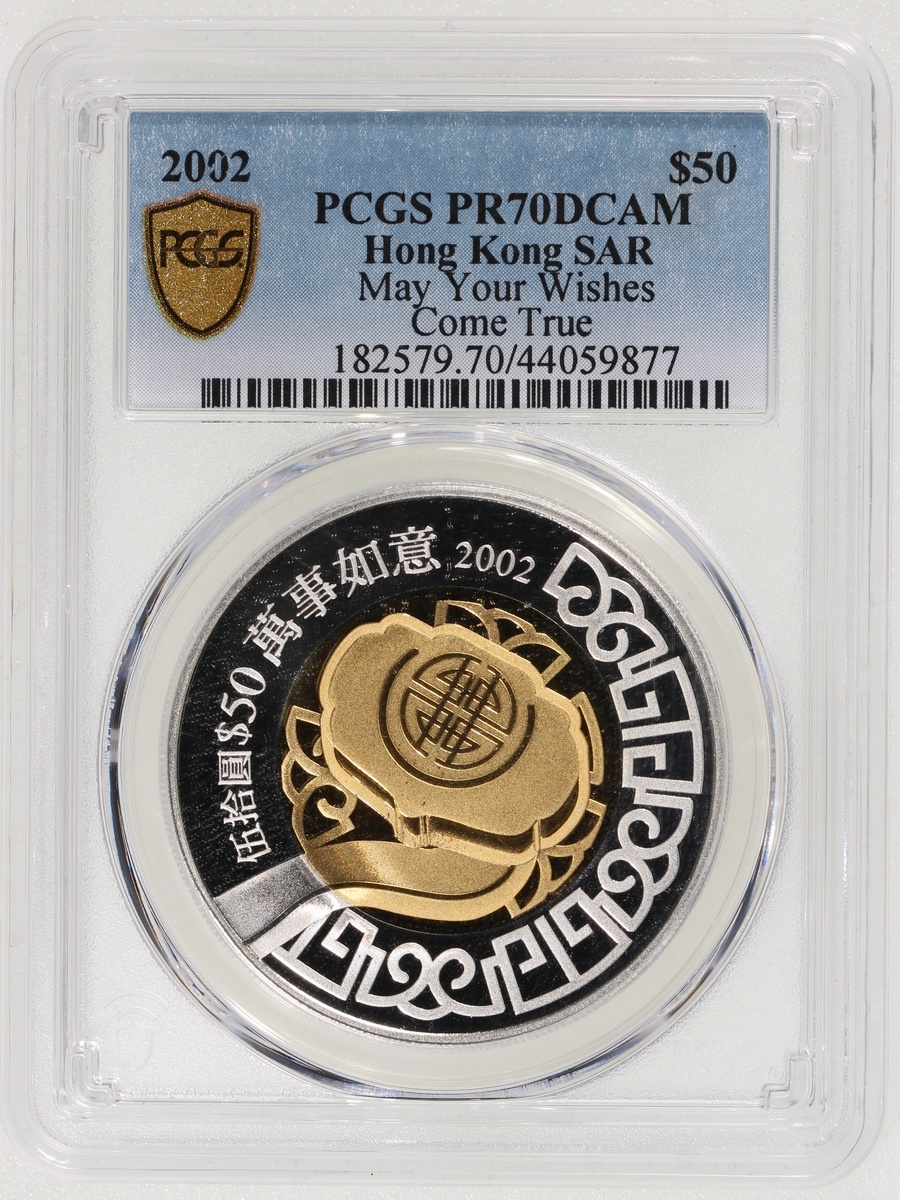 2002 $50
PCGS PR70DCAM
PCGS
Hong Kong SAR
May Your Wishes
Come True
182579.70/44059877
伍拾圓$50 萬事如意 2002